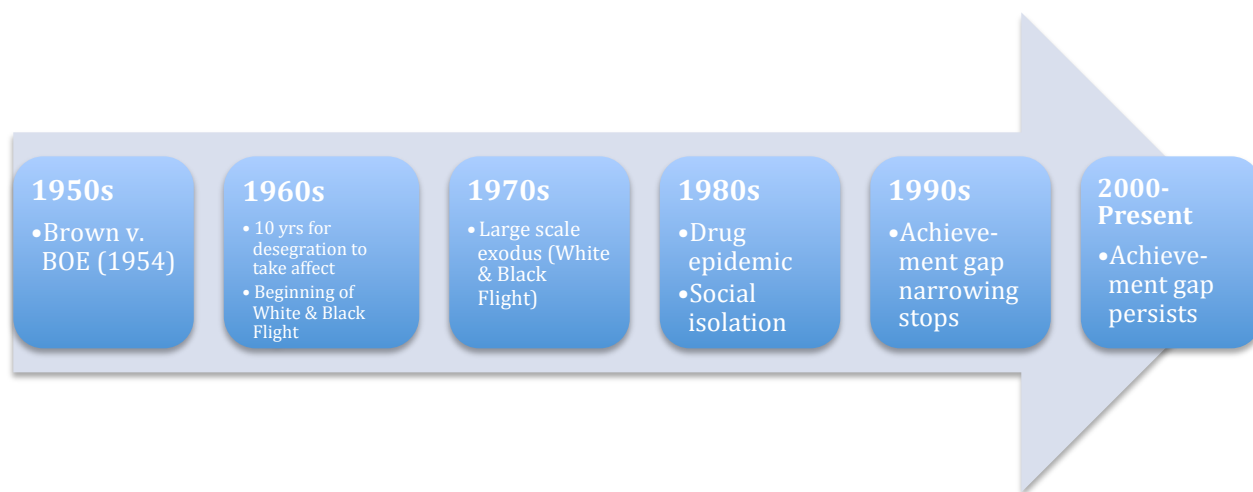 1950s
•Brown v.
BOE (1954)
1960s
• 10 yrs for
desegration to
take affect
• Beginning of
White & Black
Flight
1970s
• Large scale
exodus (White
& Black
Flight)
1980s
•Drug
epidemic
•Social
isolation
1990s
•Achieve-
ment gap
narrowing
stops
2000-
Present
•Achieve-
ment gap
persists